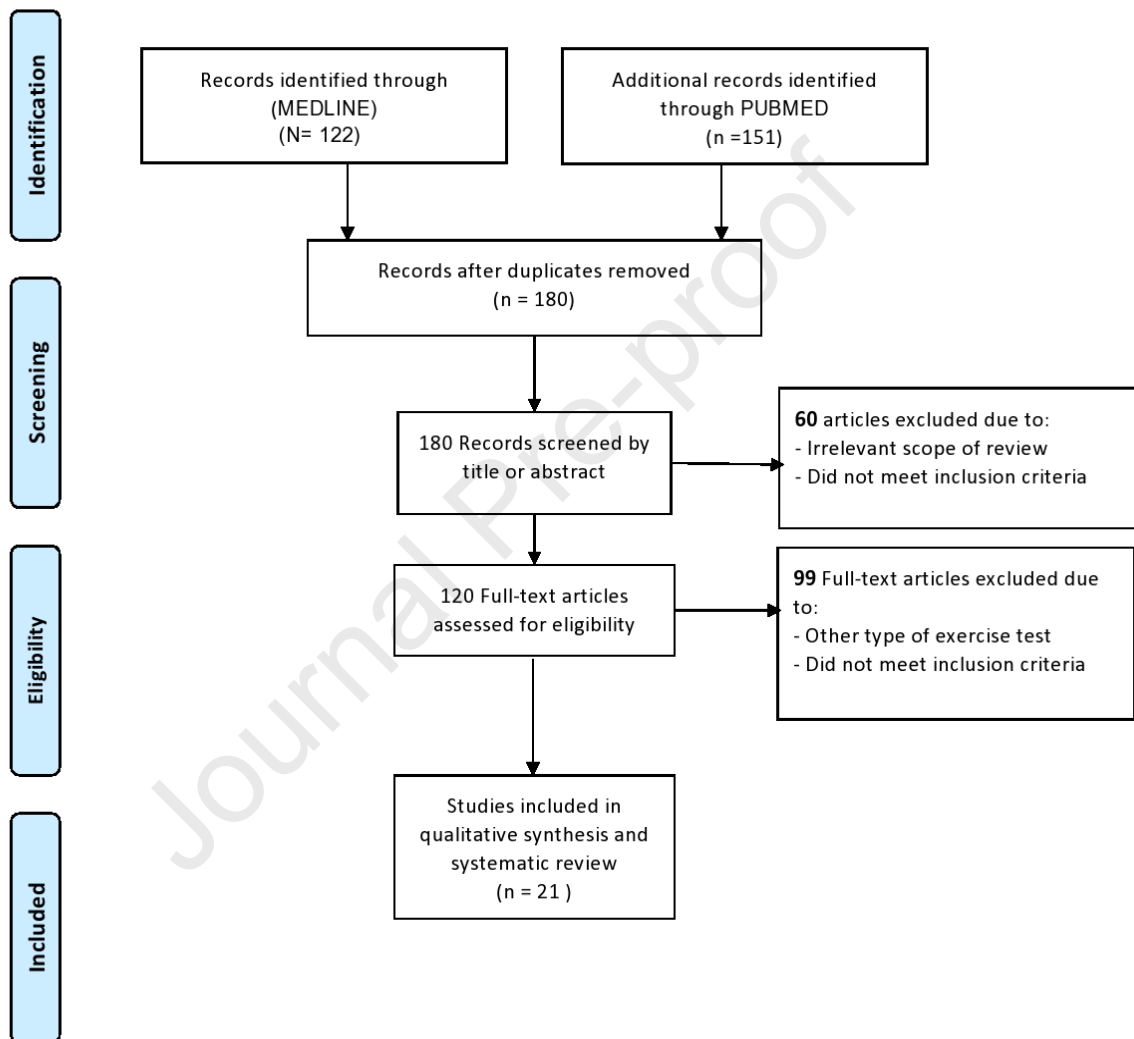 Identification
Records identified through
(MEDLINE)
(N= 122)
Additional records identified
through PUBMED
(n =151)
Records after duplicates removed
(n = 180)
Screening
180 Records screened by
title or abstract
60 articles excluded due to:
- Irrelevant scope of review
- Did not meet inclusion criteria
Eligibility
120 Full-text articles
assessed for eligibility
99 Full-text articles excluded due
to:
- Other type of exercise test
- Did not meet inclusion criteria
Included
Studies included in
qualitative synthesis and
systematic review
(n = 21 )
Journal Pre-proof